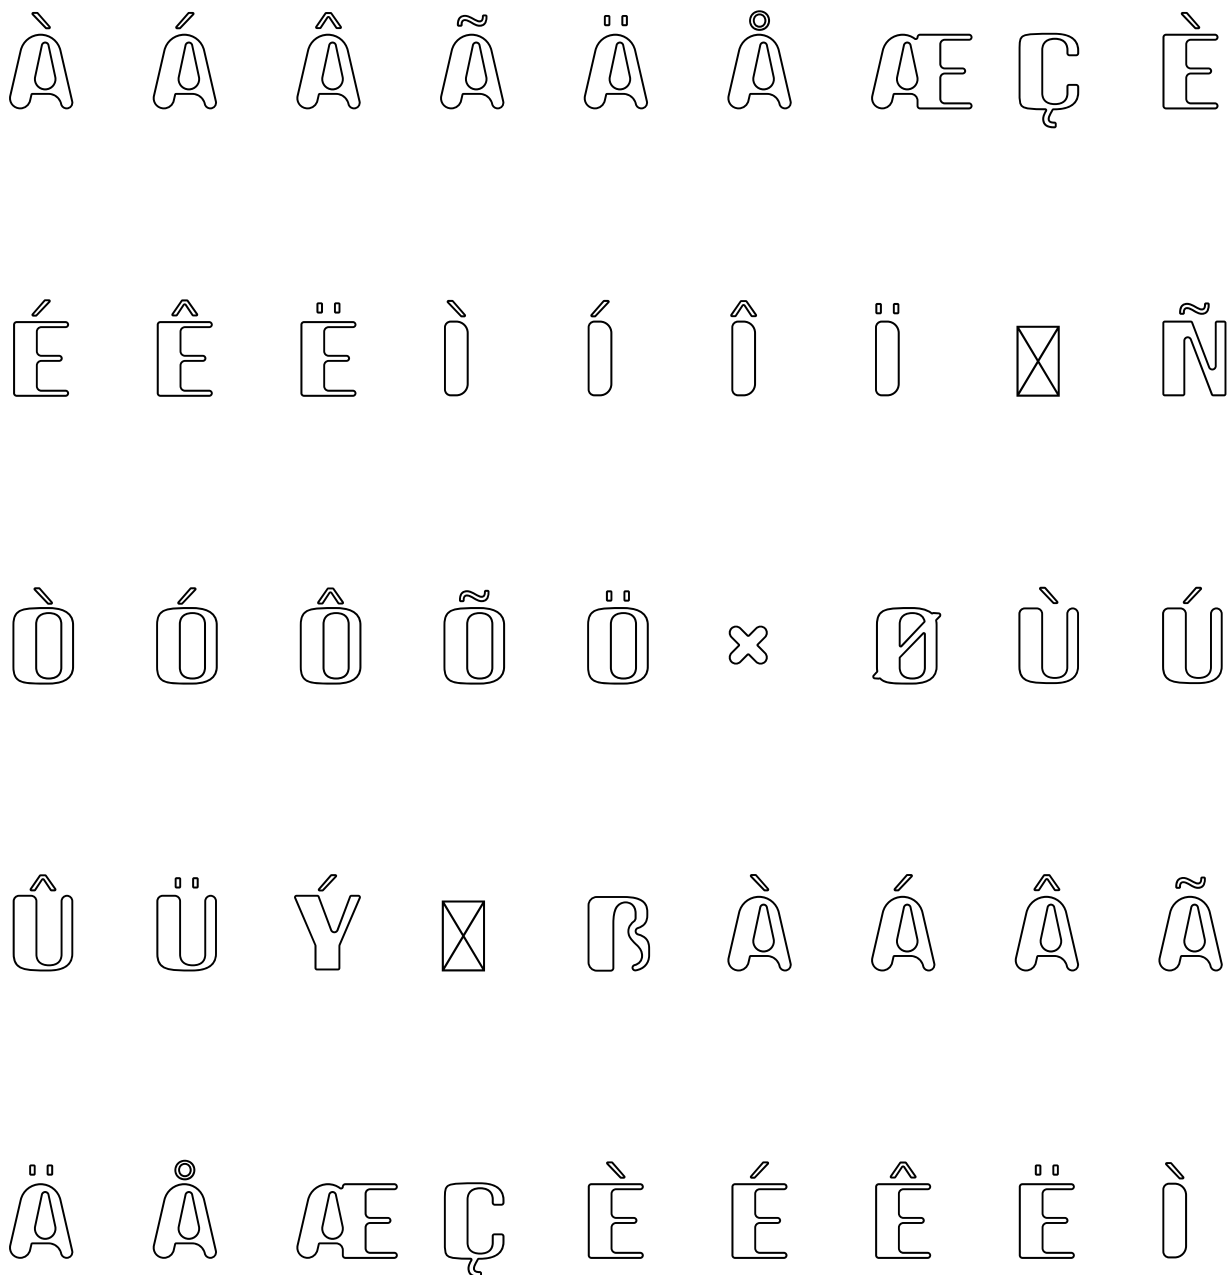 À Á Â Ã Ä Å Æ Ç È
É Ê Ë Ì Í Î Ï Ñ
Ò Ó Ô Õ Ö × Ø Ù Ú
Û Ü Ý ß À Á Â Ã
Ä Å Æ Ç È É Ê Ë Ì